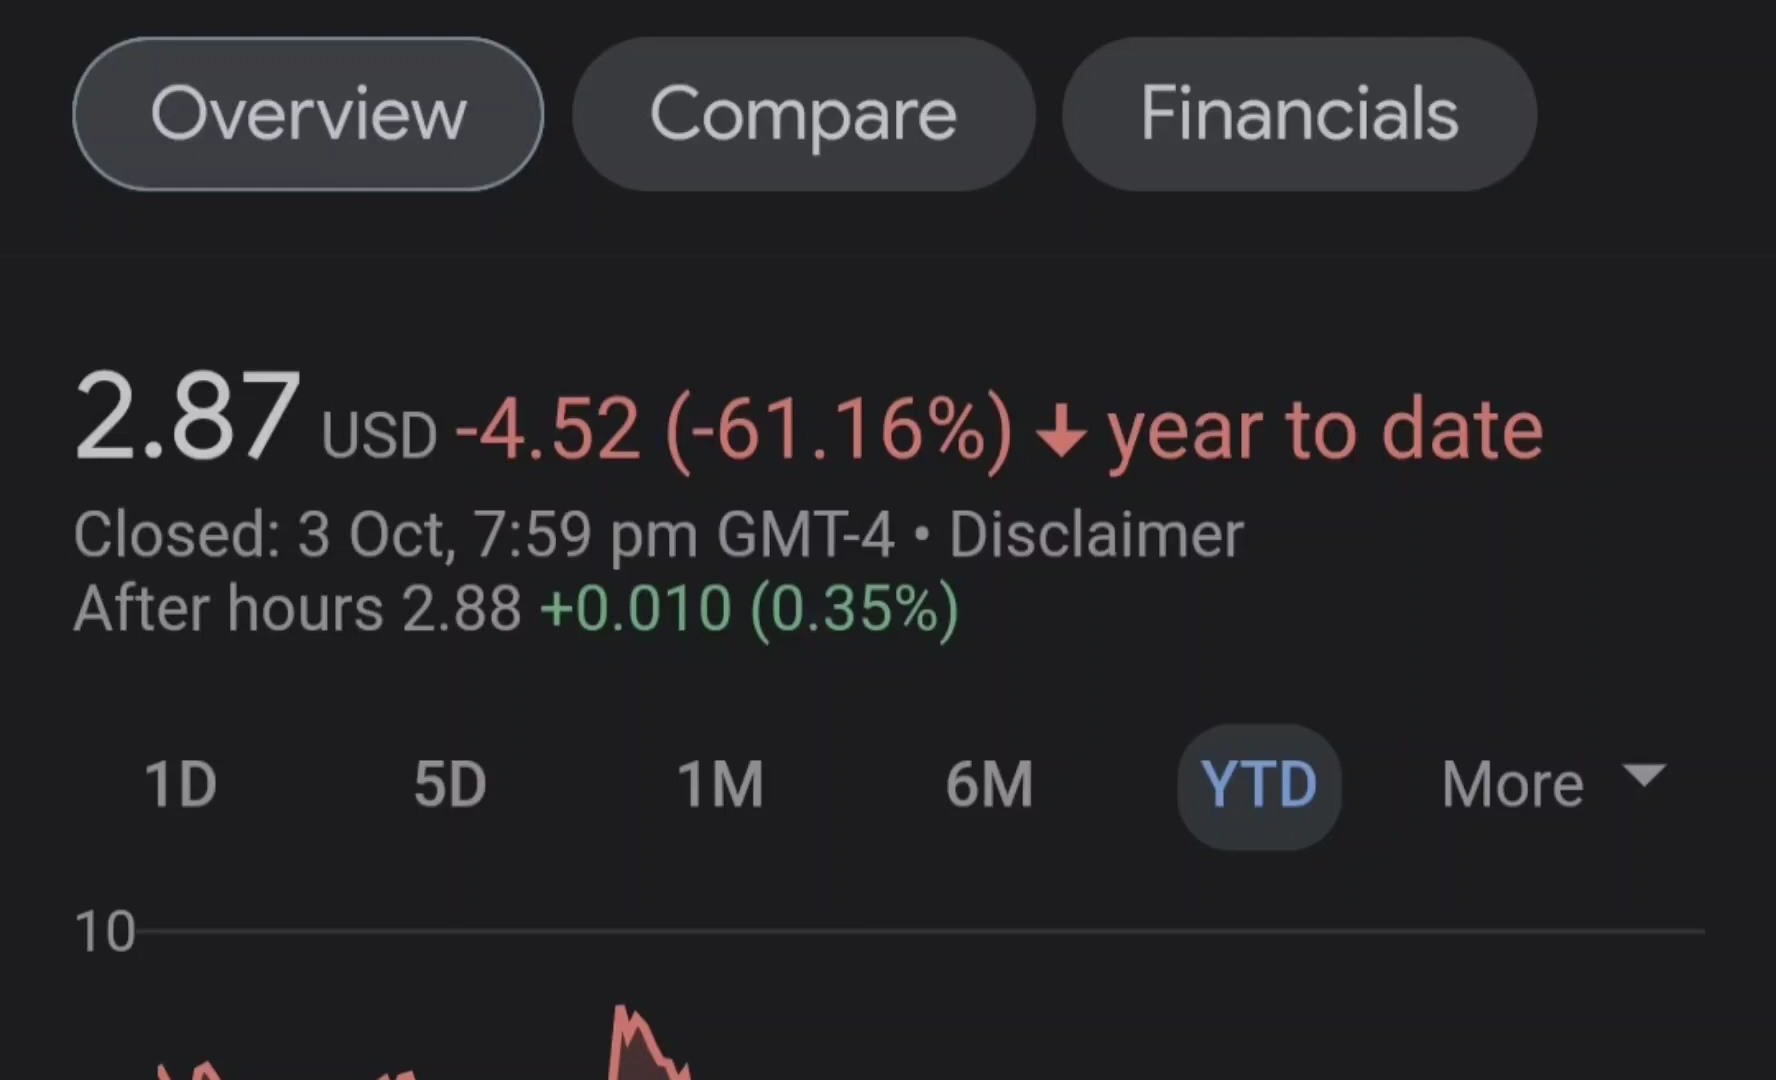 Overview Compare Financials
2.87 USD -4.52 (-61.16%) ↓ year to date
Closed: 3 Oct, 7:59 pm GMT-4 • Disclaimer
After hours 2.88 +0.010 (0.35%)
1D 5D 1M 6M YTD More
10